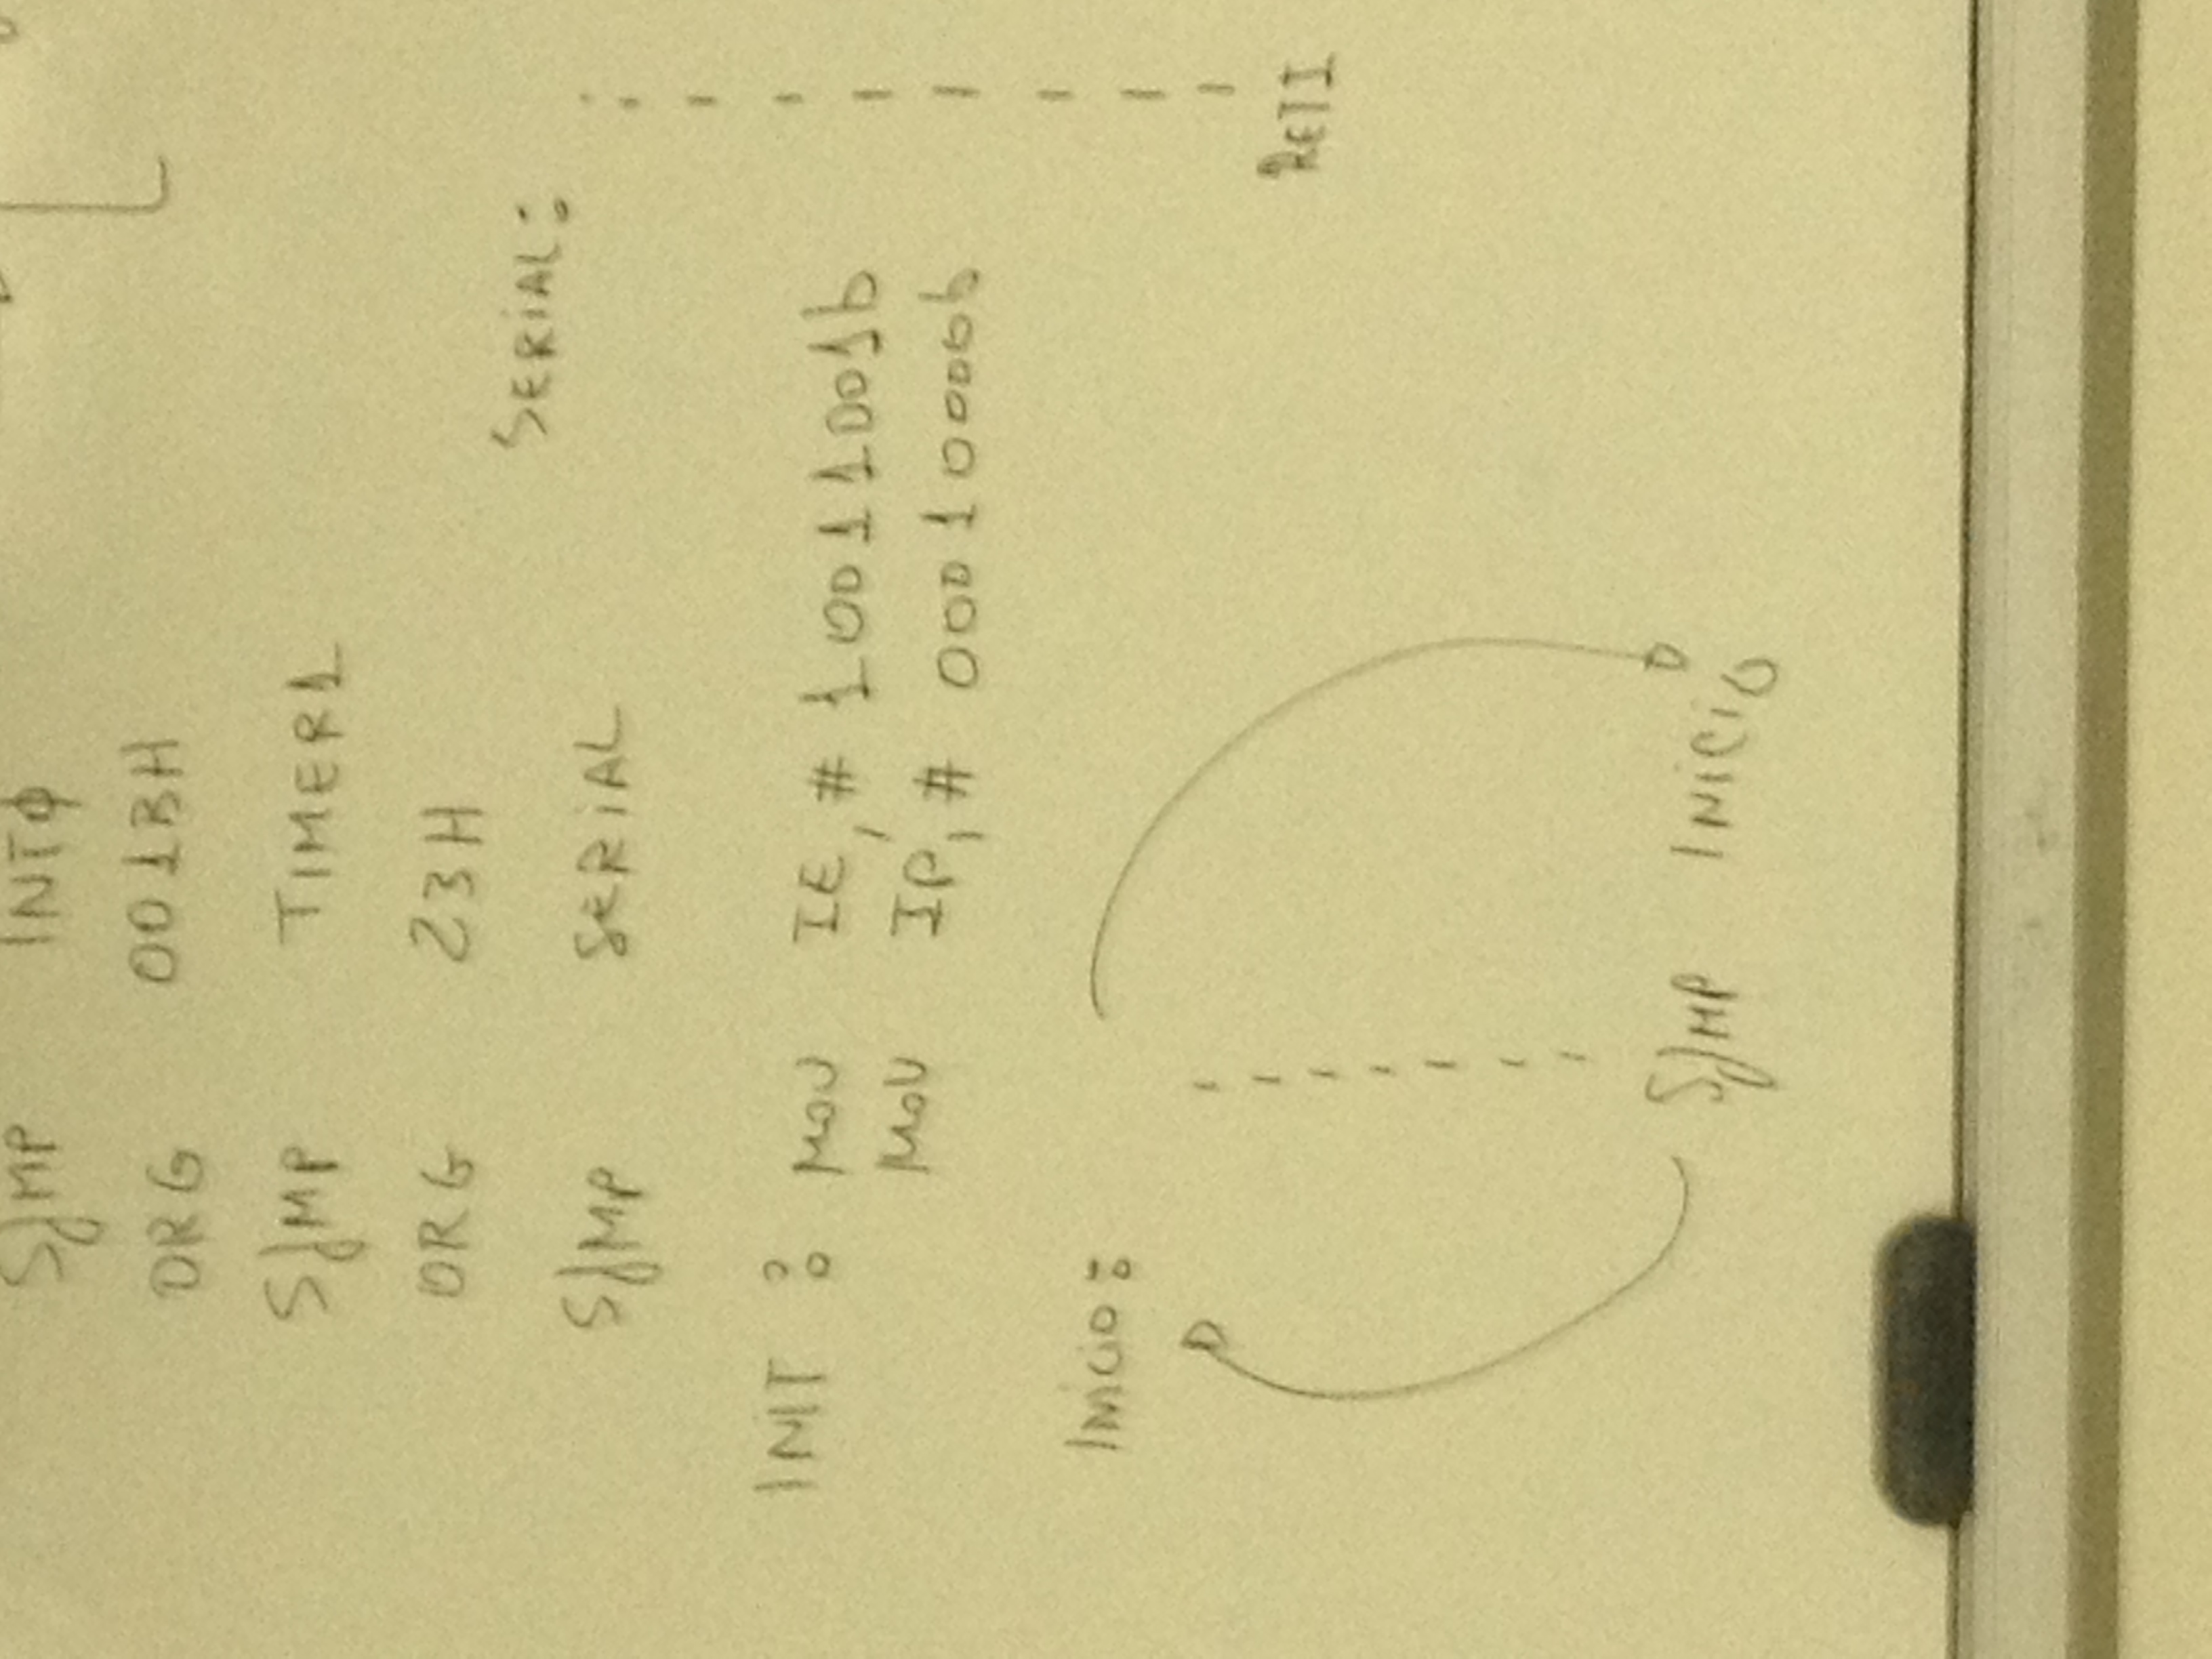 SJMP INTφ
ORG 001BH
SJMP TIMER1
ORG 23H
SJMP SERIAL
INIT : MOV IE, # 10011001b
MOV IP, # 00010000b
Início:
SJMP INICIO
SERIAL:
RETI